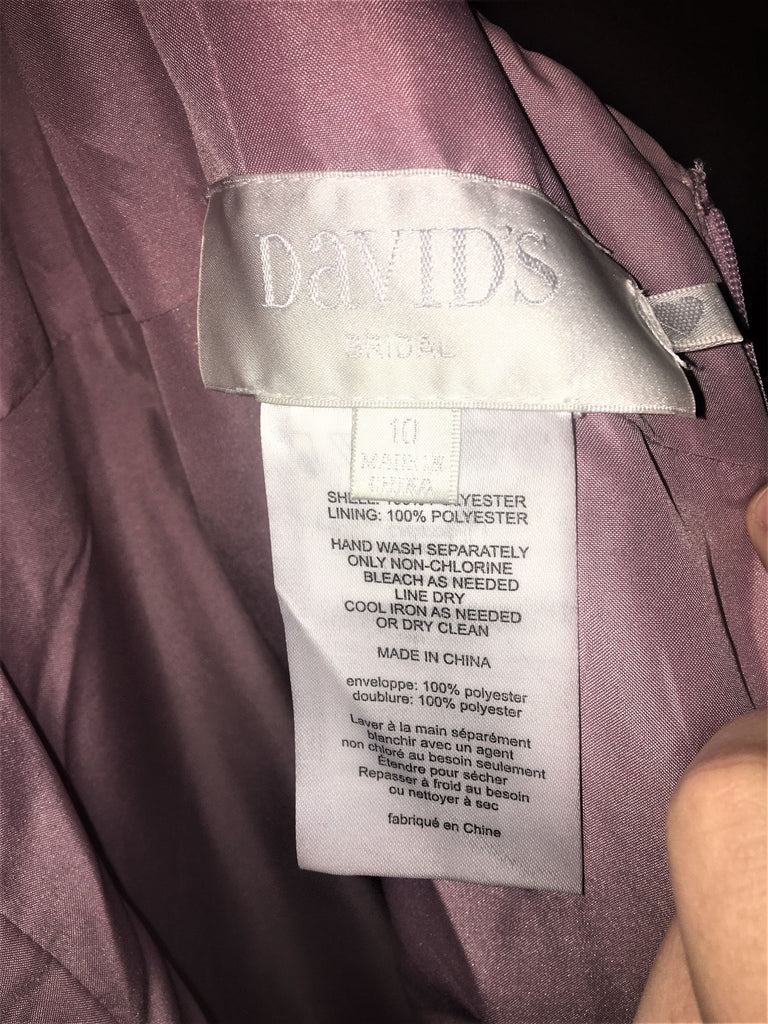 DaVID'S
BRIDAL
10
MADE IN
CHINA
SHELL: 100% POLYESTER
LINING: 100% POLYESTER
HAND WASH SEPARATELY
ONLY NON-CHLORINE
BLEACH AS NEEDED
LINE DRY
COOL IRON AS NEEDED
OR DRY CLEAN
MADE IN CHINA
enveloppe: 100% polyester
doublure: 100% polyester
Laver à la main séparément
blanchir avec un agent
non chloré au besoin seulement
Étendre pour sécher
Repasser à froid au besoin
ou nettoyer à sec
fabriqué en Chine